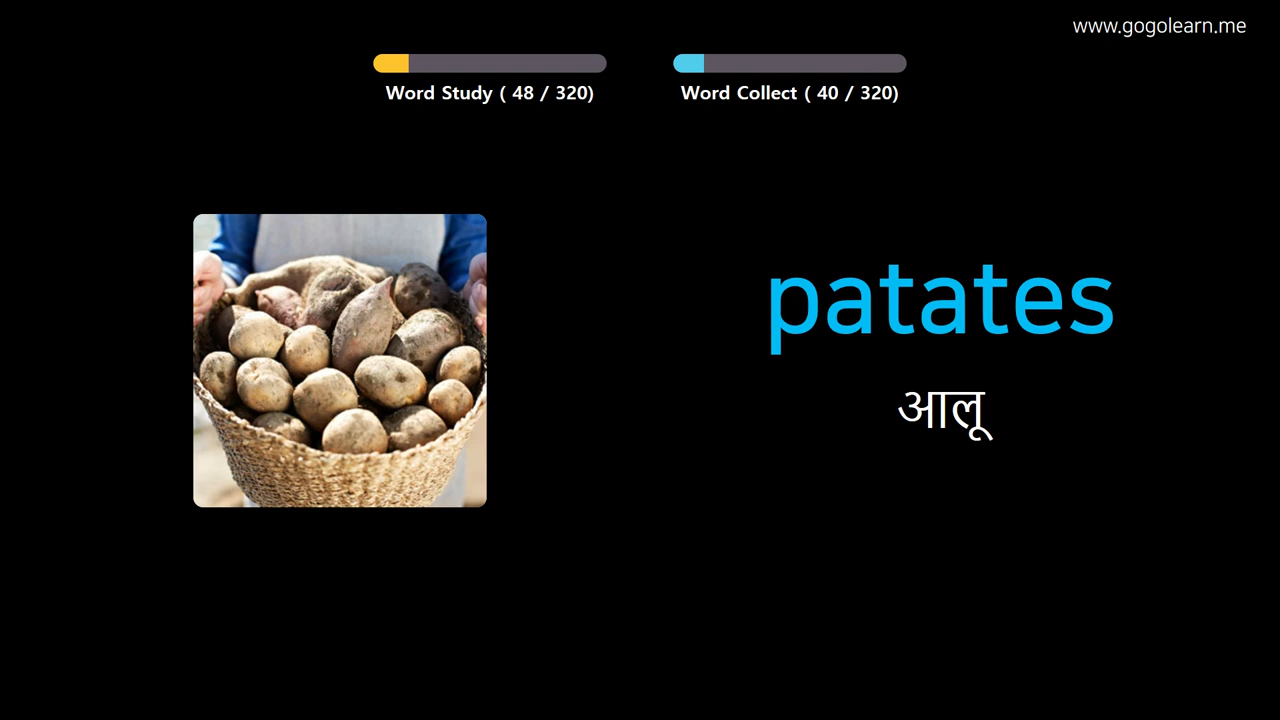 www.gogolearn.me
Word Study ( 48 / 320)
Word Collect ( 40 / 320)
patates
आलू